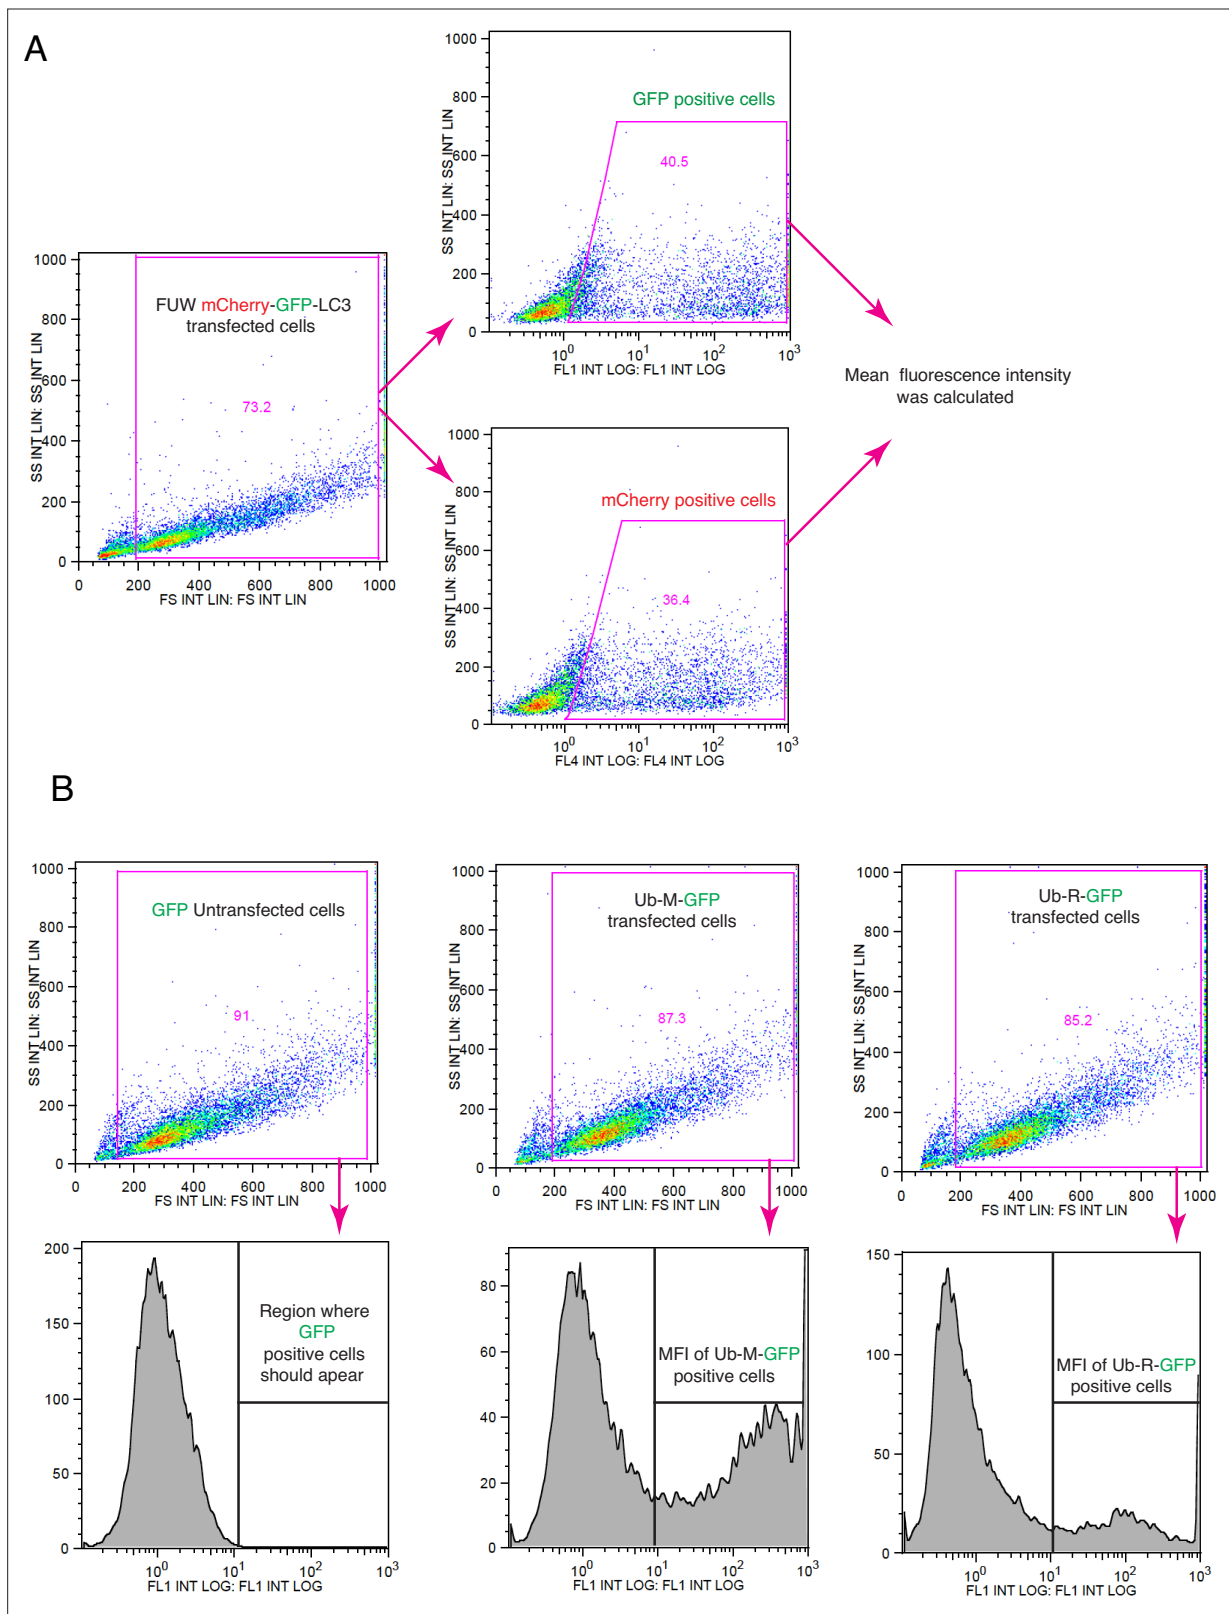 A
1000
800
600
400
200
0
SS INT LIN: SS INT LIN
GFP positive cells
40.5
10^0 10^1 10^2 10^3
FL1 INT LOG: FL1 INT LOG
1000
800
600
400
200
0
SS INT LIN: SS INT LIN
FUW mCherry-GFP-LC3
transfected cells
73.2
0 200 400 600 800 1000
FS INT LIN: FS INT LIN
Mean fluorescence intensity
was calculated
1000
800
600
400
200
0
SS INT LIN: SS INT LIN
mCherry positive cells
36.4
10^0 10^1 10^2 10^3
FL4 INT LOG: FL4 INT LOG
B
1000
800
600
400
200
0
SS INT LIN: SS INT LIN
GFP Untransfected cells
91
0 200 400 600 800 1000
FS INT LIN: FS INT LIN
1000
800
600
400
200
0
SS INT LIN: SS INT LIN
Ub-M-GFP
transfected cells
87.3
0 200 400 600 800 1000
FS INT LIN: FS INT LIN
1000
800
600
400
200
0
SS INT LIN: SS INT LIN
Ub-R-GFP
transfected cells
85.2
0 200 400 600 800 1000
FS INT LIN: FS INT LIN
200
150
100
50
0
Region where
GFP
positive cells
should apear
10^0 10^1 10^2 10^3
FL1 INT LOG: FL1 INT LOG
80
60
40
20
0
MFI of Ub-M-GFP
positive cells
10^0 10^1 10^2 10^3
FL1 INT LOG: FL1 INT LOG
150
100
50
0
MFI of Ub-R-GFP
positive cells
10^0 10^1 10^2 10^3
FL1 INT LOG: FL1 INT LOG